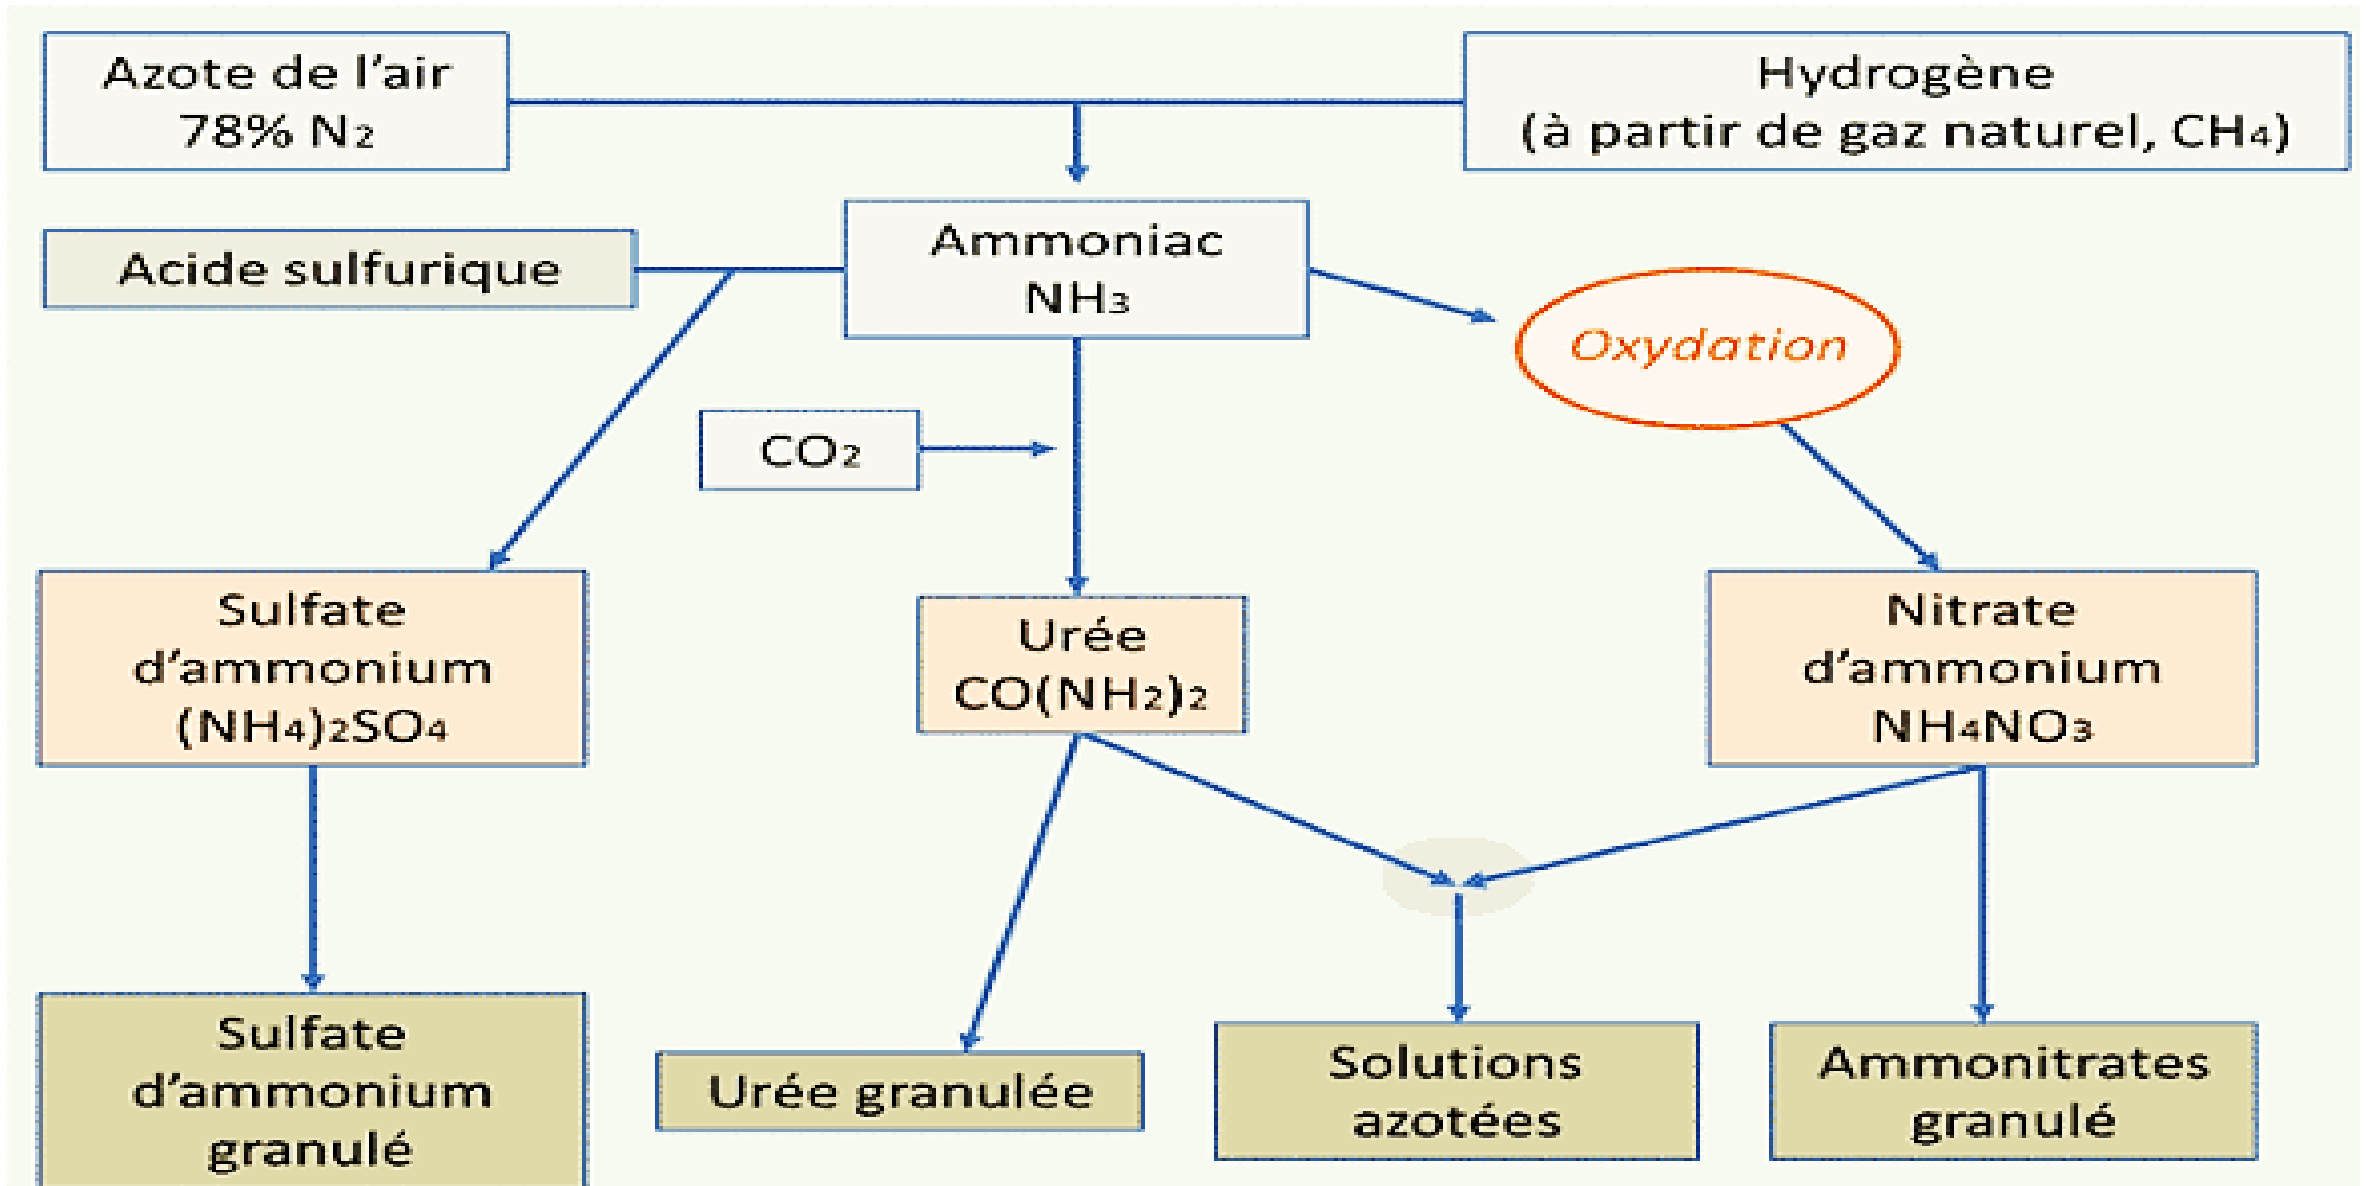 Azote de l'air
78% N₂
Hydrogène
(à partir de gaz naturel, CH₄)
Acide sulfurique
Ammoniac
NH₃
Oxydation
CO₂
Sulfate
d'ammonium
(NH₄)₂SO₄
Urée
CO(NH₂)₂
Nitrate
d'ammonium
NH₄NO₃
Sulfate
d'ammonium
granulé
Urée granulée
Solutions
azotées
Ammonitrates
granulé